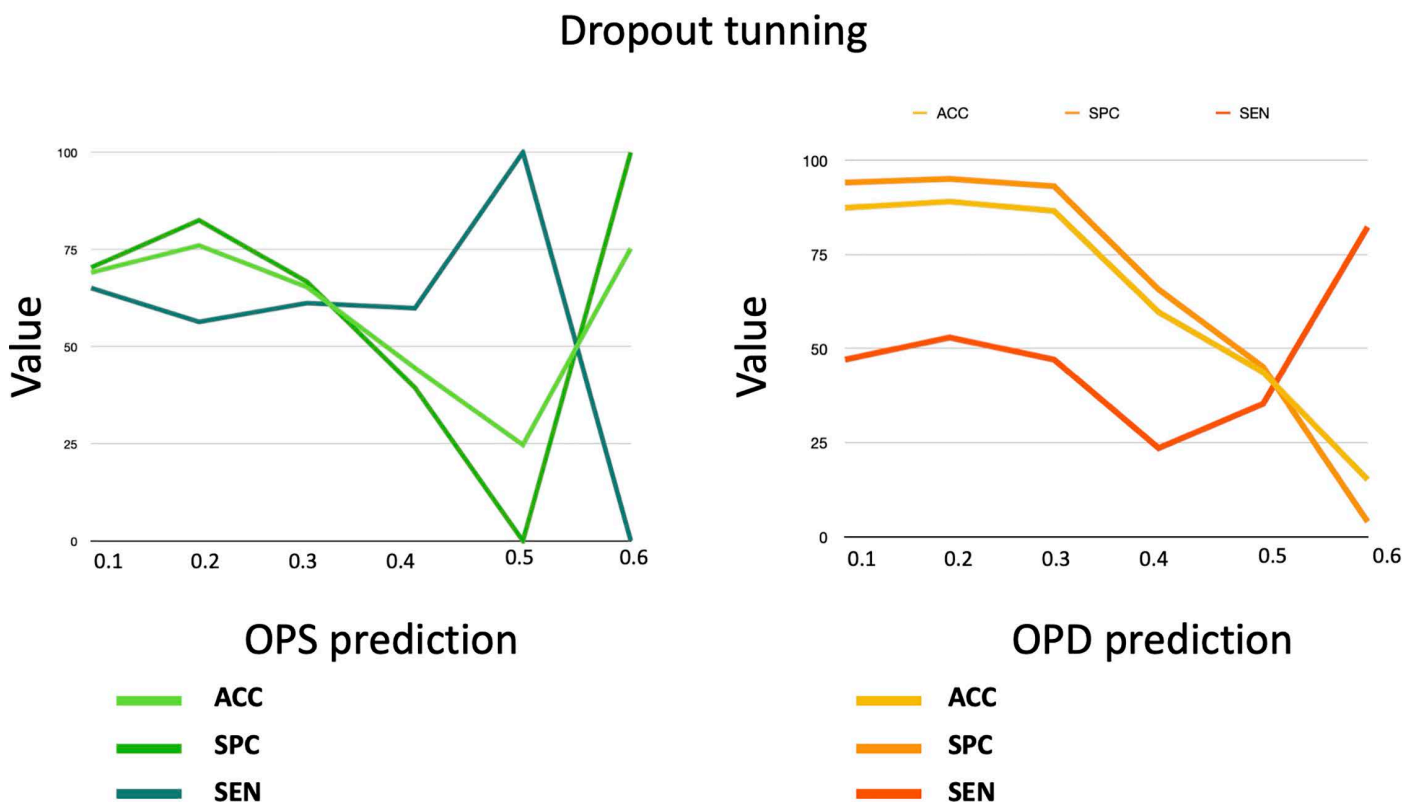 Dropout tunning
Value
100
75
50
25
0
0.1 0.2 0.3 0.4 0.5 0.6
OPS prediction
ACC
SPC
SEN
ACC SPC SEN
Value
100
75
50
25
0
0.1 0.2 0.3 0.4 0.5 0.6
OPD prediction
ACC
SPC
SEN